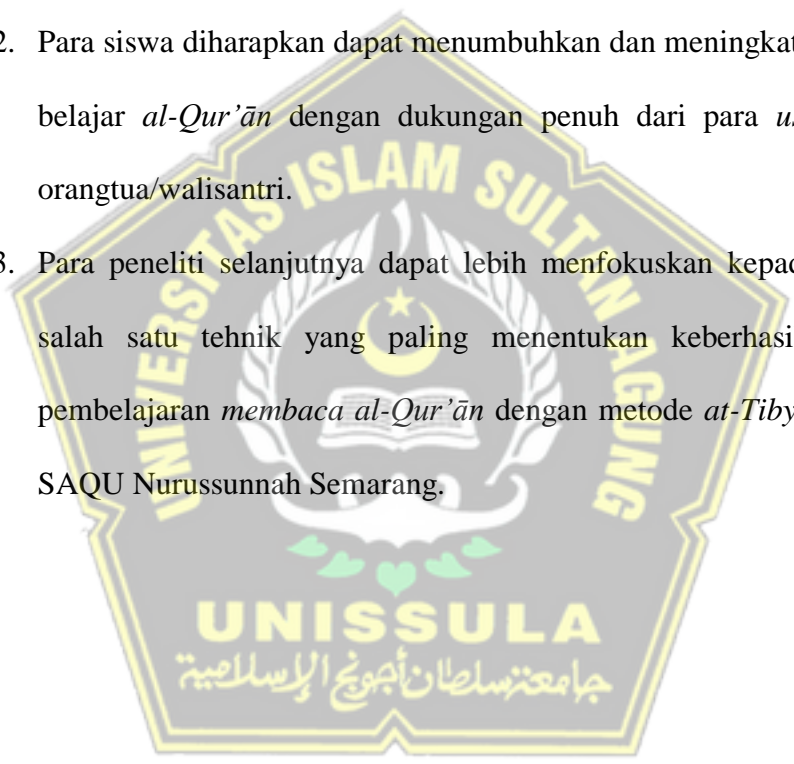 2. Para siswa diharapkan dapat menumbuhkan dan meningkat
belajar al-Qur’ān dengan dukungan penuh dari para us
orangtua/walisantri.
3. Para peneliti selanjutnya dapat lebih menfokuskan kepad
salah satu tehnik yang paling menentukan keberhasi
pembelajaran membaca al-Qur’ān dengan metode at-Tiby
SAQU Nurussunnah Semarang.
UNIVERSITAS ISLAM SULTAN AGUNG
UNISSULA
جامعة سلطان أجونج الإسلامية